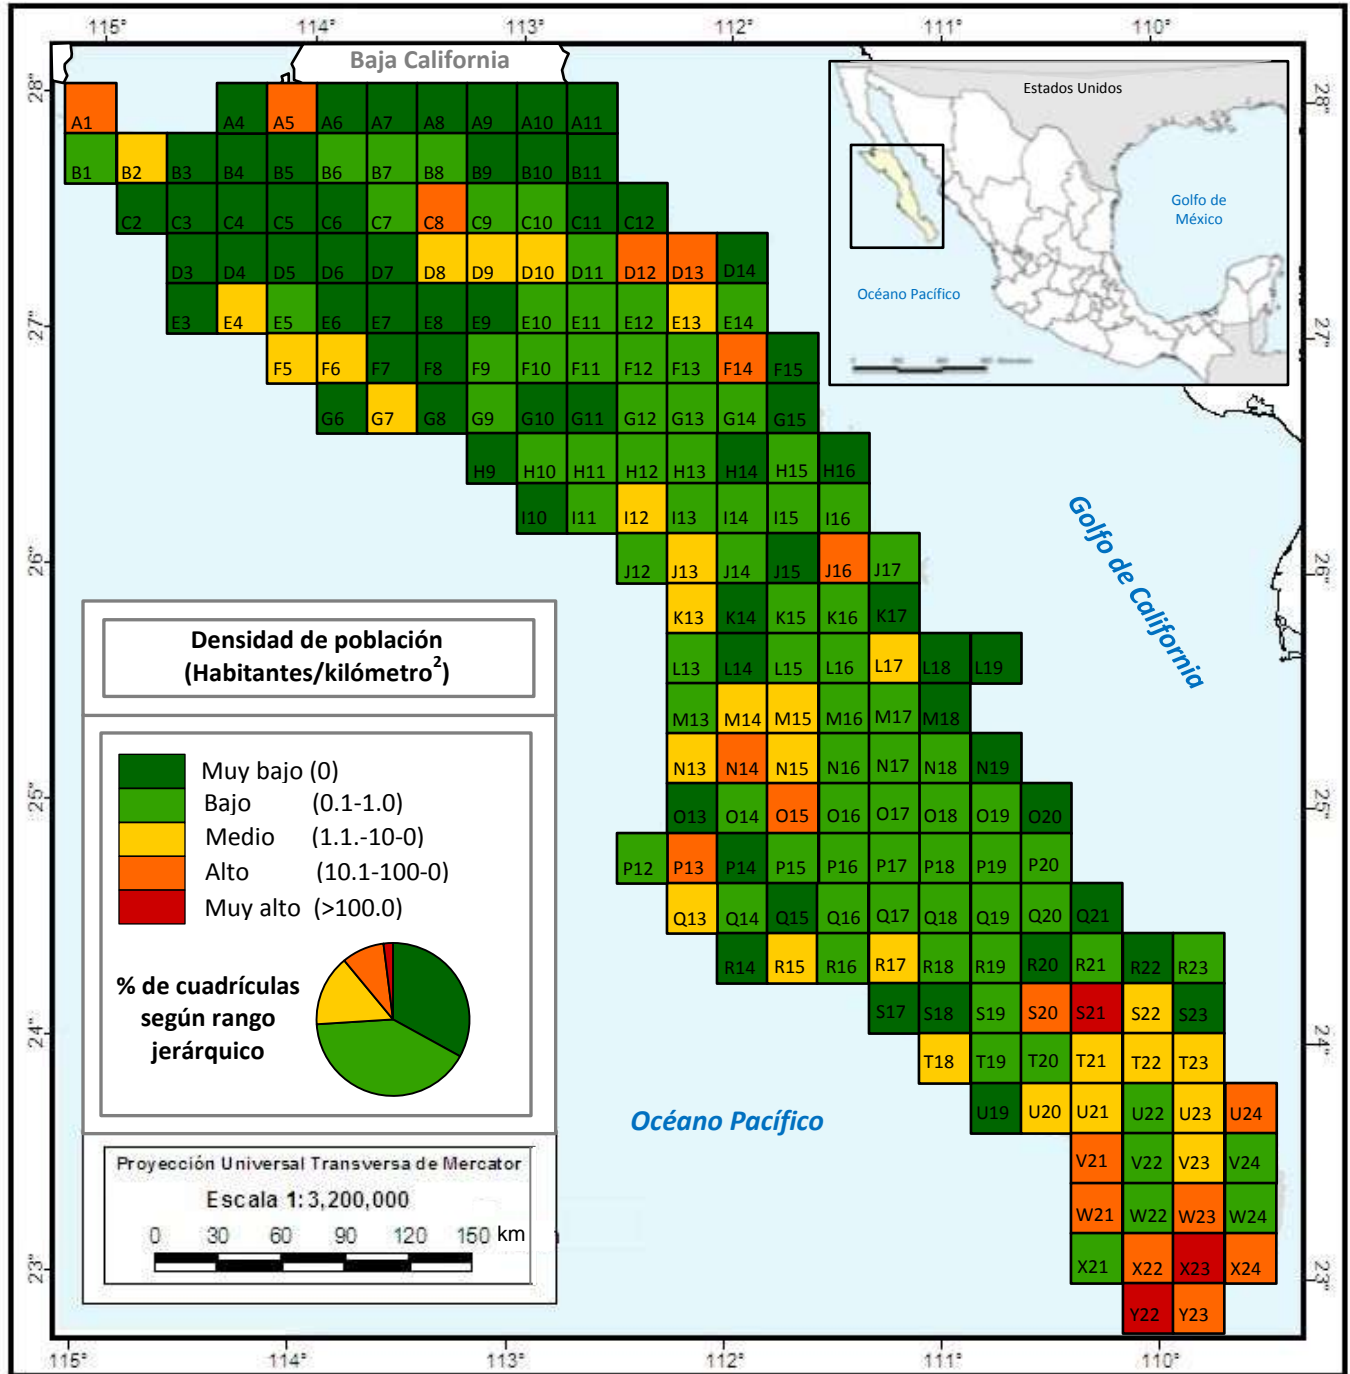 115° 114° 113° 112° 111° 110°
Baja California
28°
28°
Estados Unidos
Golfo de
México
Océano Pacífico
A1 A4 A5 A6 A7 A8 A9 A10 A11
B1 B2 B3 B4 B5 B6 B7 B8 B9 B10 B11
C2 C3 C4 C5 C6 C7 C8 C9 C10 C11 C12
D3 D4 D5 D6 D7 D8 D9 D10 D11 D12 D13 D14
E3 E4 E5 E6 E7 E8 E9 E10 E11 E12 E13 E14
27°
27°
F5 F6 F7 F8 F9 F10 F11 F12 F13 F14 F15
G6 G7 G8 G9 G10 G11 G12 G13 G14 G15
H9 H10 H11 H12 H13 H14 H15 H16
I10 I11 I12 I13 I14 I15 I16
Golfo de California
26°
26°
J12 J13 J14 J15 J16 J17
K13 K14 K15 K16 K17
L13 L14 L15 L16 L17 L18 L19
M13 M14 M15 M16 M17 M18
N13 N14 N15 N16 N17 N18 N19
25°
25°
O13 O14 O15 O16 O17 O18 O19 O20
P12 P13 P14 P15 P16 P17 P18 P19 P20
Q13 Q14 Q15 Q16 Q17 Q18 Q19 Q20 Q21
R14 R15 R16 R17 R18 R19 R20 R21 R22 R23
S17 S18 S19 S20 S21 S22 S23
24°
24°
T18 T19 T20 T21 T22 T23
U19 U20 U21 U22 U23 U24
V21 V22 V23 V24
W21 W22 W23 W24
23°
23°
X21 X22 X23 X24
Y22 Y23
Océano Pacífico
Densidad de población
(Habitantes/kilómetro²)
Muy bajo (0)
Bajo (0.1-1.0)
Medio (1.1.-10-0)
Alto (10.1-100-0)
Muy alto (>100.0)
% de cuadrículas
según rango
jerárquico
Proyección Universal Transversa de Mercator
Escala 1:3,200,000
0 30 60 90 120 150 km
115° 114° 113° 112° 111° 110°